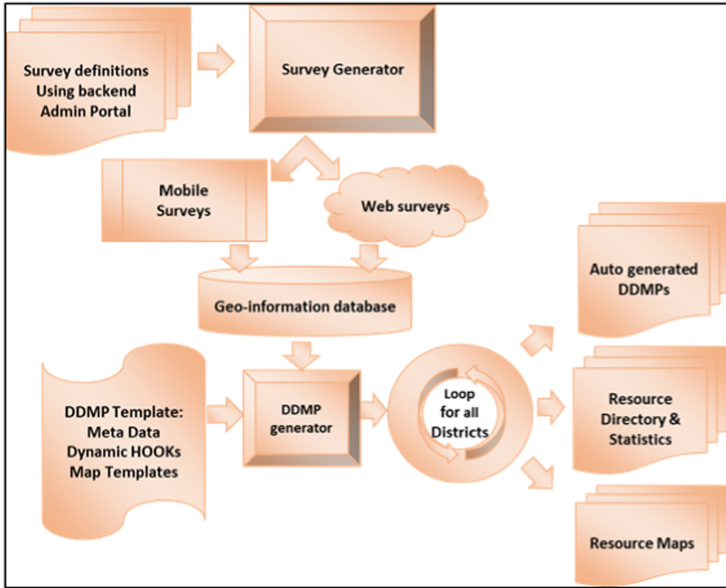 Survey definitions
Using backend
Admin Portal
Survey Generator
Mobile
Surveys
Web surveys
Geo-information database
DDMP Template:
Meta Data
Dynamic HOOKs
Map Templates
DDMP
generator
Loop
for all
Districts
Auto generated
DDMPs
Resource
Directory &
Statistics
Resource Maps